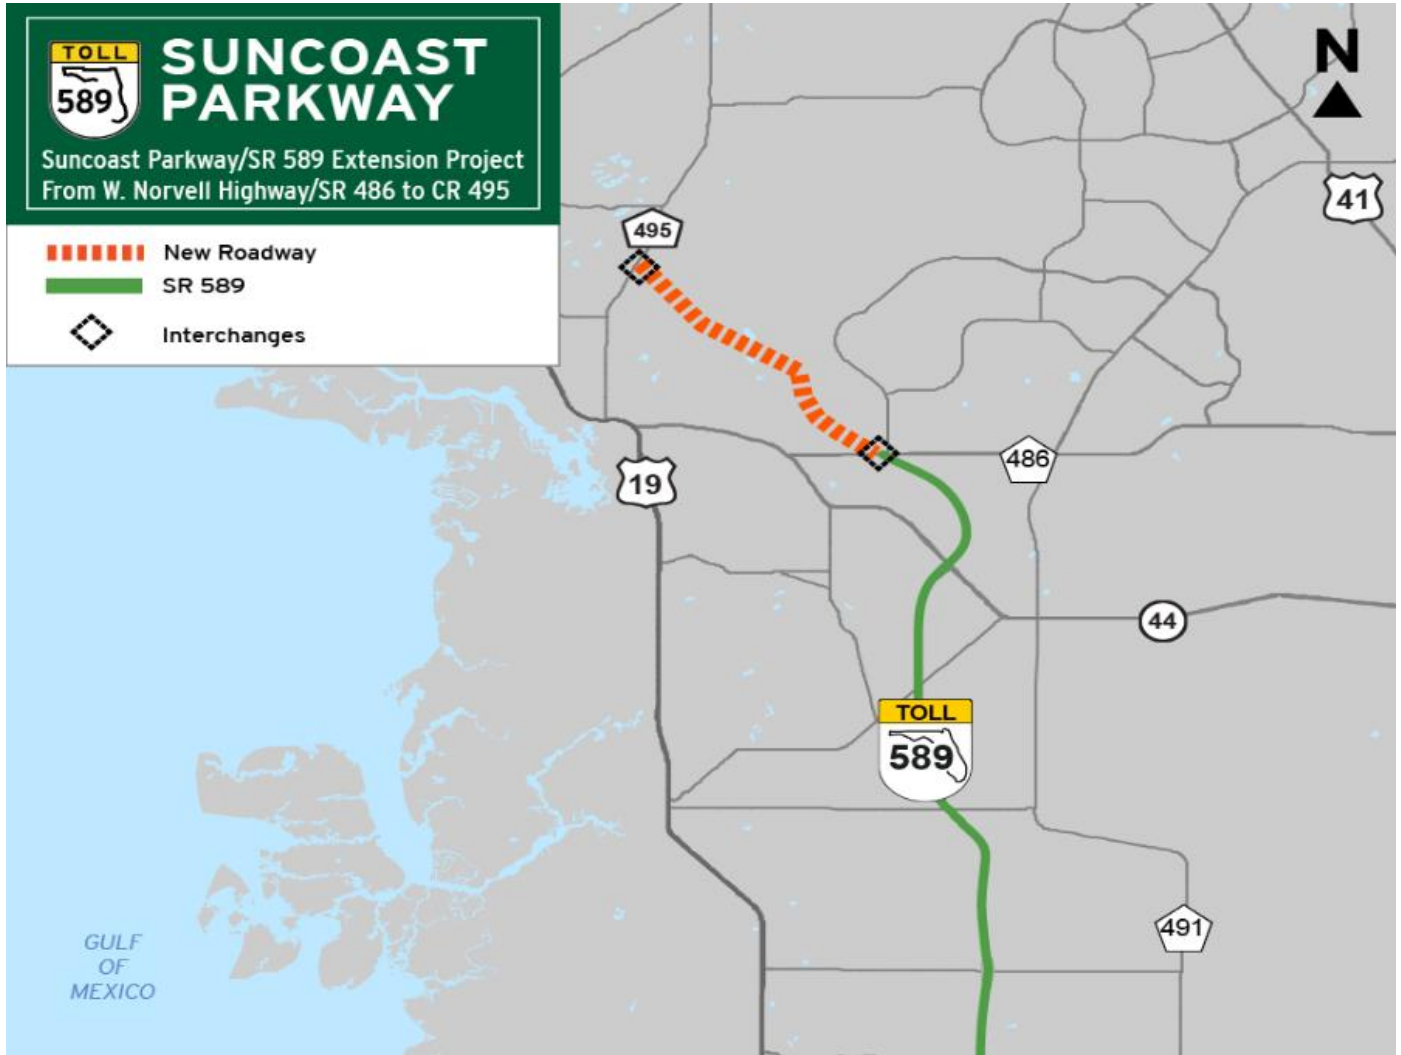 TOLL
589
SUNCOAST
PARKWAY
Suncoast Parkway/SR 589 Extension Project
From W. Norvell Highway/SR 486 to CR 495
New Roadway
SR 589
Interchanges
N
41
495
486
19
44
TOLL
589
491
GULF
OF
MEXICO